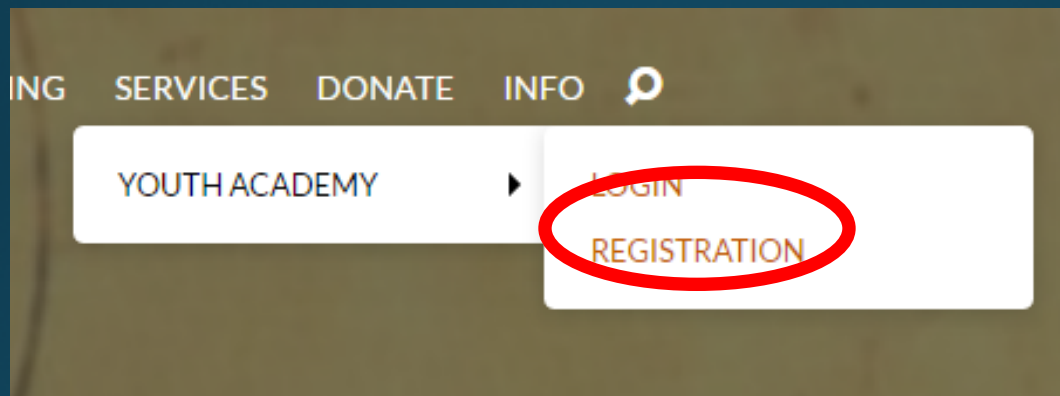 ING SERVICES DONATE INFO
YOUTH ACADEMY
LOGIN
REGISTRATION